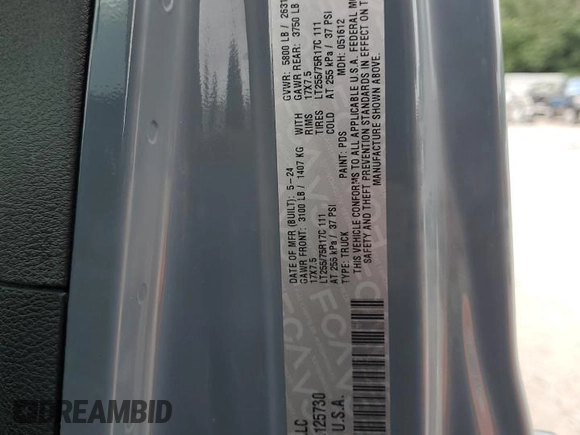 DATE OF MFR (BUILT): 5-24 GVWR: 5800 LB / 2631
GAWR FRONT: 3100 LB / 1407 KG WITH GAWR REAR: 3750 LB
17X7.5 RIMS 17X7.5
LT255/75R17C 111 TIRES LT255/75R17C 111
AT 255 kPa / 37 PSI COLD AT 255 kPa / 37 PSI
TYPE: TRUCK PAINT: PDS MDH: 051612
THIS VEHICLE CONFORMS TO ALL APPLICABLE U.S.A. FEDERAL
SAFETY AND THEFT PREVENTION STANDARDS IN EFFECT ON
MANUFACTURE SHOWN ABOVE.
LLC
125730
U.S.A.
FCA
DREAMBID